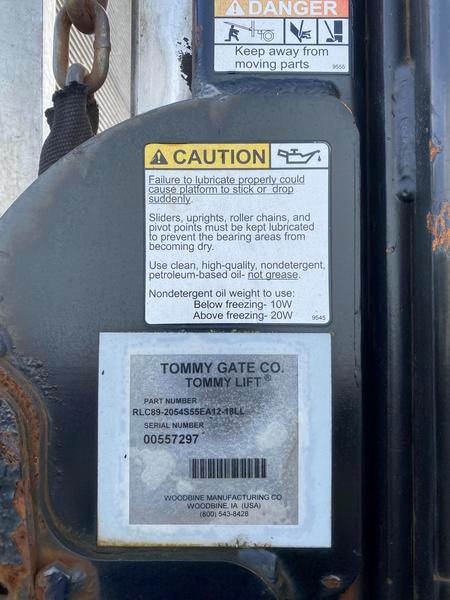 DANGER
Keep away from
moving parts
9555
CAUTION
Failure to lubricate properly could
cause platform to stick or drop
suddenly.
Sliders, uprights, roller chains, and
pivot points must be kept lubricated
to prevent the bearing areas from
becoming dry.
Use clean, high-quality, nondetergent,
petroleum-based oil- not grease.
Nondetergent oil weight to use:
Below freezing- 10W
Above freezing- 20W
9545
TOMMY GATE CO.
TOMMY LIFT®
PART NUMBER
RLC89-2054S55EA12-18LL
SERIAL NUMBER
00557297
WOODBINE MANUFACTURING CO
WOODBINE, IA (USA)
(800) 543-8428